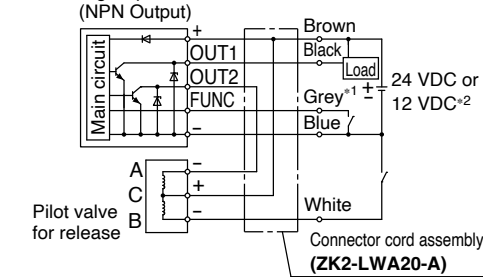 (NPN Output)
Main circuit
+
OUT1
OUT2
FUNC
−
Brown
Black
Load
Grey*1
Blue
+
−
24 VDC or
12 VDC*2
A
C
B
−
+
−
Pilot valve
for release
White
Connector cord assembly
(ZK2-LWA20-A)